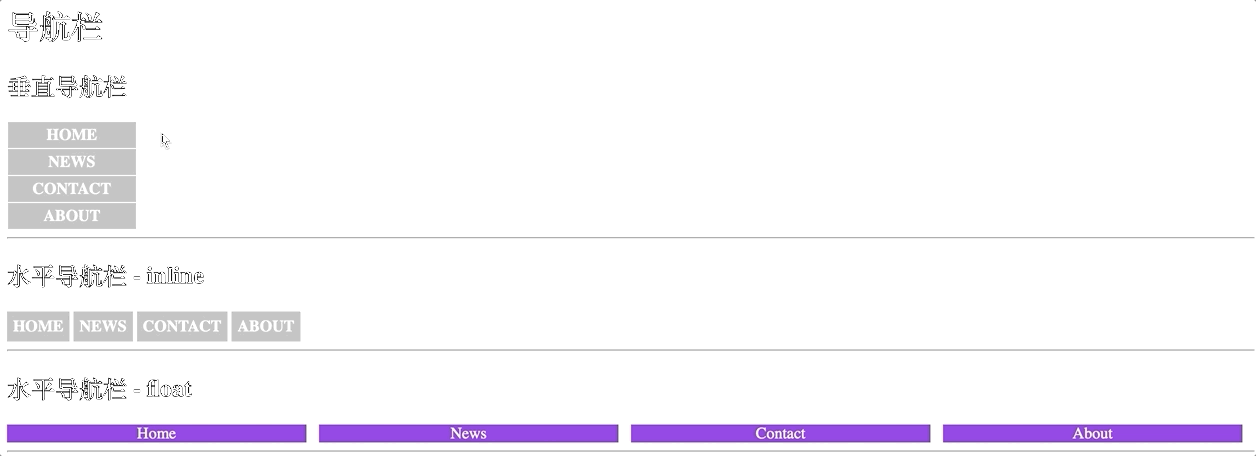 导航栏
垂直导航栏
HOME
NEWS
CONTACT
ABOUT
水平导航栏 - inline
HOME NEWS CONTACT ABOUT
水平导航栏 - float
Home News Contact About